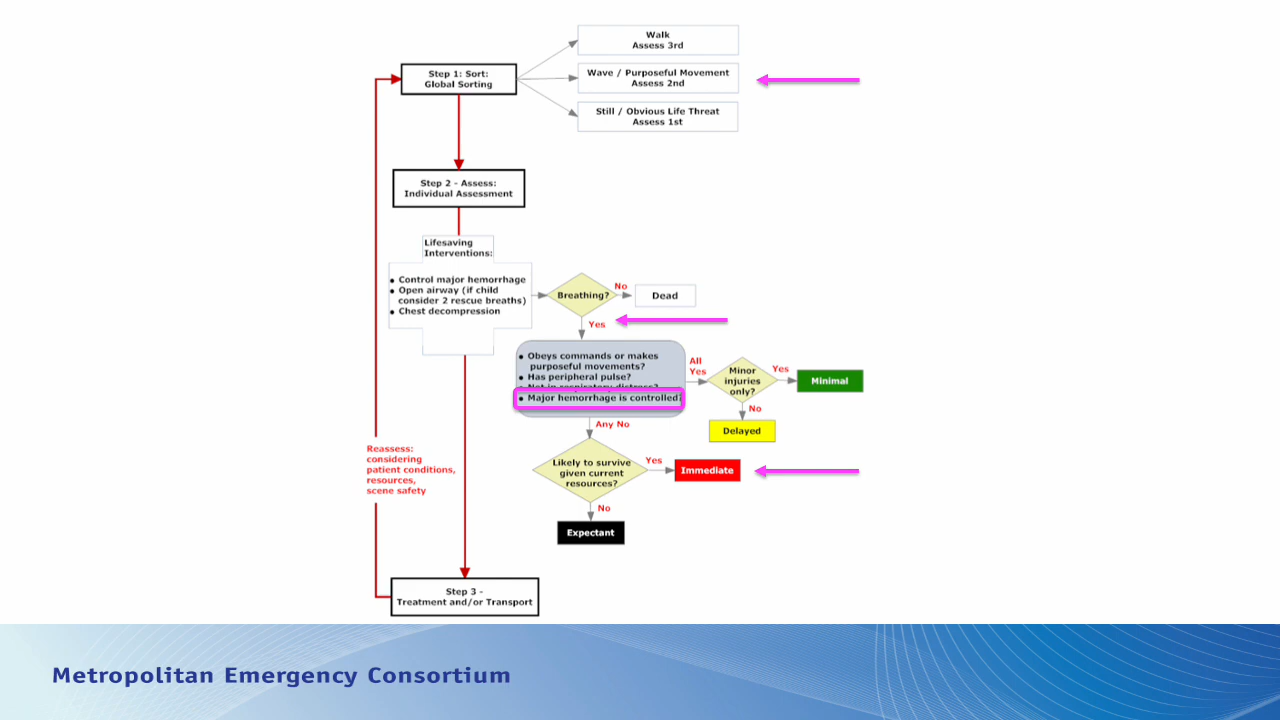 Walk
Assess 3rd
Step 1: Sort:
Global Sorting
Wave / Purposeful Movement
Assess 2nd
Still / Obvious Life Threat
Assess 1st
Step 2 - Assess:
Individual Assessment
Lifesaving
Interventions:
• Control major hemorrhage
• Open airway (if child
consider 2 rescue breaths)
• Chest decompression
Breathing?
No
Dead
Yes
• Obeys commands or makes
purposeful movements?
• Has peripheral pulse?
• Not in respiratory distress?
• Major hemorrhage is controlled?
All
Yes
Minor
injuries
only?
Yes
Minimal
No
Delayed
Any No
Likely to survive
given current
resources?
Yes
Immediate
No
Expectant
Reassess:
considering
patient conditions,
resources,
scene safety
Step 3 -
Treatment and/or Transport
Metropolitan Emergency Consortium